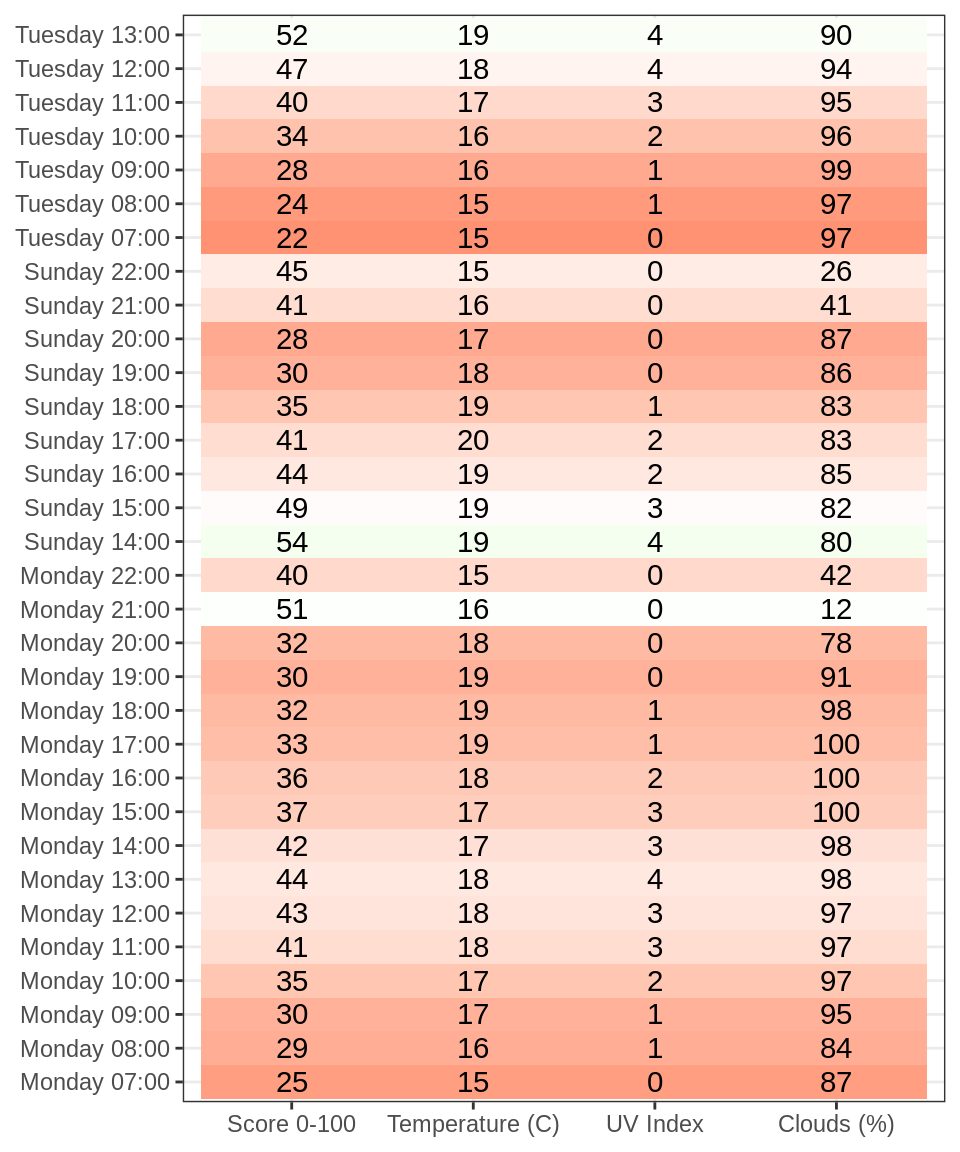 Tuesday 13:00 52 19 4 90
Tuesday 12:00 47 18 4 94
Tuesday 11:00 40 17 3 95
Tuesday 10:00 34 16 2 96
Tuesday 09:00 28 16 1 99
Tuesday 08:00 24 15 1 97
Tuesday 07:00 22 15 0 97
Sunday 22:00 45 15 0 26
Sunday 21:00 41 16 0 41
Sunday 20:00 28 17 0 87
Sunday 19:00 30 18 0 86
Sunday 18:00 35 19 1 83
Sunday 17:00 41 20 2 83
Sunday 16:00 44 19 2 85
Sunday 15:00 49 19 3 82
Sunday 14:00 54 19 4 80
Monday 22:00 40 15 0 42
Monday 21:00 51 16 0 12
Monday 20:00 32 18 0 78
Monday 19:00 30 19 0 91
Monday 18:00 32 19 1 98
Monday 17:00 33 19 1 100
Monday 16:00 36 18 2 100
Monday 15:00 37 17 3 100
Monday 14:00 42 17 3 98
Monday 13:00 44 18 4 98
Monday 12:00 43 18 3 97
Monday 11:00 41 18 3 97
Monday 10:00 35 17 2 97
Monday 09:00 30 17 1 95
Monday 08:00 29 16 1 84
Monday 07:00 25 15 0 87
Score 0-100 Temperature (C) UV Index Clouds (%)